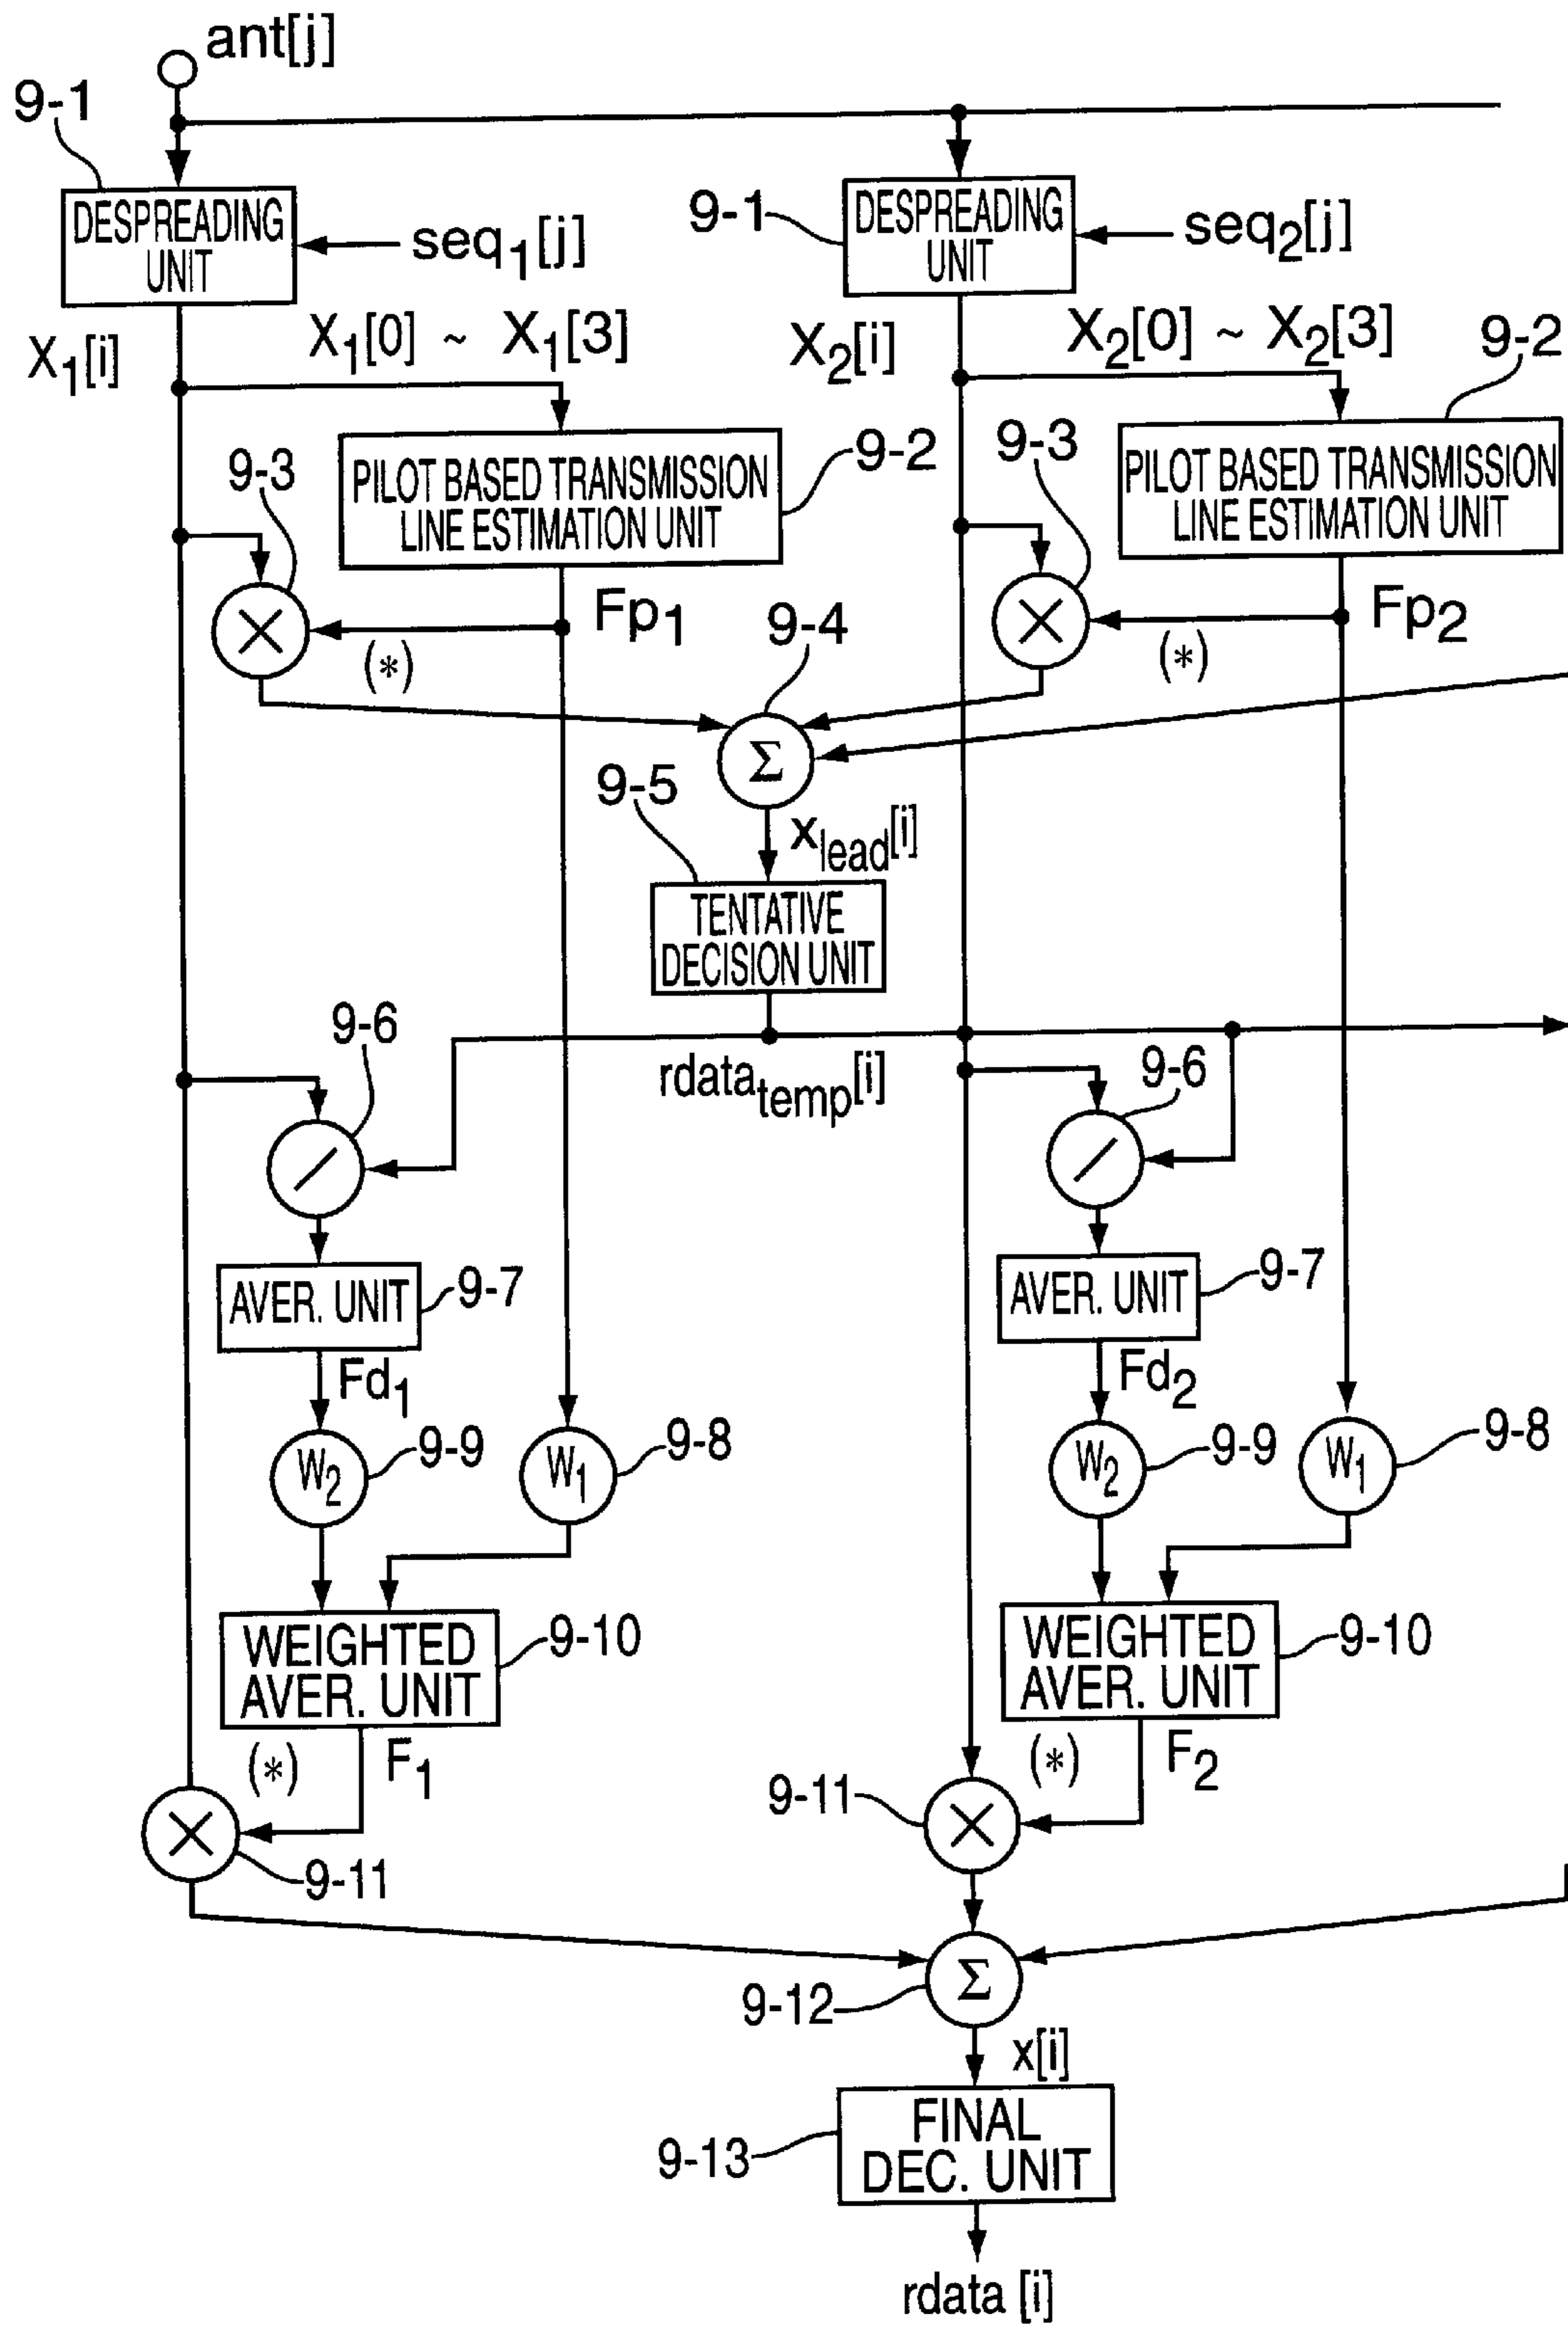 ant[j]
9-1
DESPREADING
UNIT
seq1[j]
9-1
DESPREADING
UNIT
seq2[j]
X1[i]
X1[0] ~ X1[3]
X2[i]
X2[0] ~ X2[3]
9-2
9-3
PILOT BASED TRANSMISSION
LINE ESTIMATION UNIT
9-2
9-3
PILOT BASED TRANSMISSION
LINE ESTIMATION UNIT
×
(*)
Fp1
9-4
×
(*)
Fp2
Σ
9-5
xlead[i]
TENTATIVE
DECISION UNIT
9-6
rdatatemp[i]
9-6
/
/
AVER. UNIT
9-7
AVER. UNIT
9-7
Fd1
Fd2
W2
9-9
W1
9-8
W2
9-9
W1
9-8
WEIGHTED
AVER. UNIT
9-10
WEIGHTED
AVER. UNIT
9-10
(*)
F1
(*)
F2
×
9-11
9-11
×
Σ
9-12
x[i]
FINAL
DEC. UNIT
9-13
rdata [i]